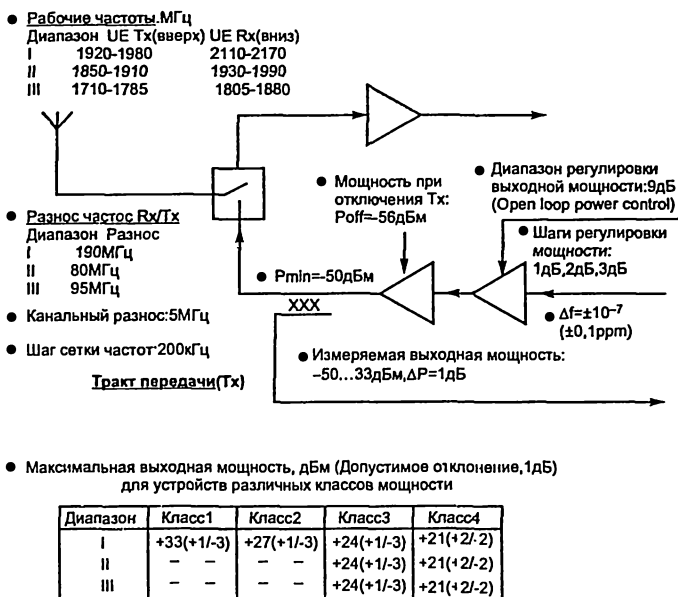 ● Рабочие частоты.МГц
Диапазон UE Tx(вверх) UE Rx(вниз)
I 1920-1980 2110-2170
II 1850-1910 1930-1990
III 1710-1785 1805-1880
● Мощность при отключения Tx:
Poff=-56дБм
● Диапазон регулировки выходной мощности:9дБ
(Open loop power control)
● Шаги регулировки мощности:
1дБ,2дБ,3дБ
● Разнос частос Rx/Tx
Диапазон Разнос
I 190МГц
II 80МГц
III 95МГц
● Pmin=-50дБм
XXX
● Δf=±10⁻⁷
(±0,1ppm)
● Канальный разнос:5МГц
● Шаг сетки частот:200кГц
● Измеряемая выходная мощность:
–50...33дБм,ΔP=1дБ
Тракт передачи(Tx)
● Максимальная выходная мощность, дБм (Допустимое отклонение,1дБ)
для устройств различных классов мощности
Диапазон Класс1 Класс2 Класс3 Класс4
I +33(+1/-3) +27(+1/-3) +24(+1/-3) +21(+2/-2)
II – – – – +24(+1/-3) +21(+2/-2)
III – – – – +24(+1/-3) +21(+2/-2)